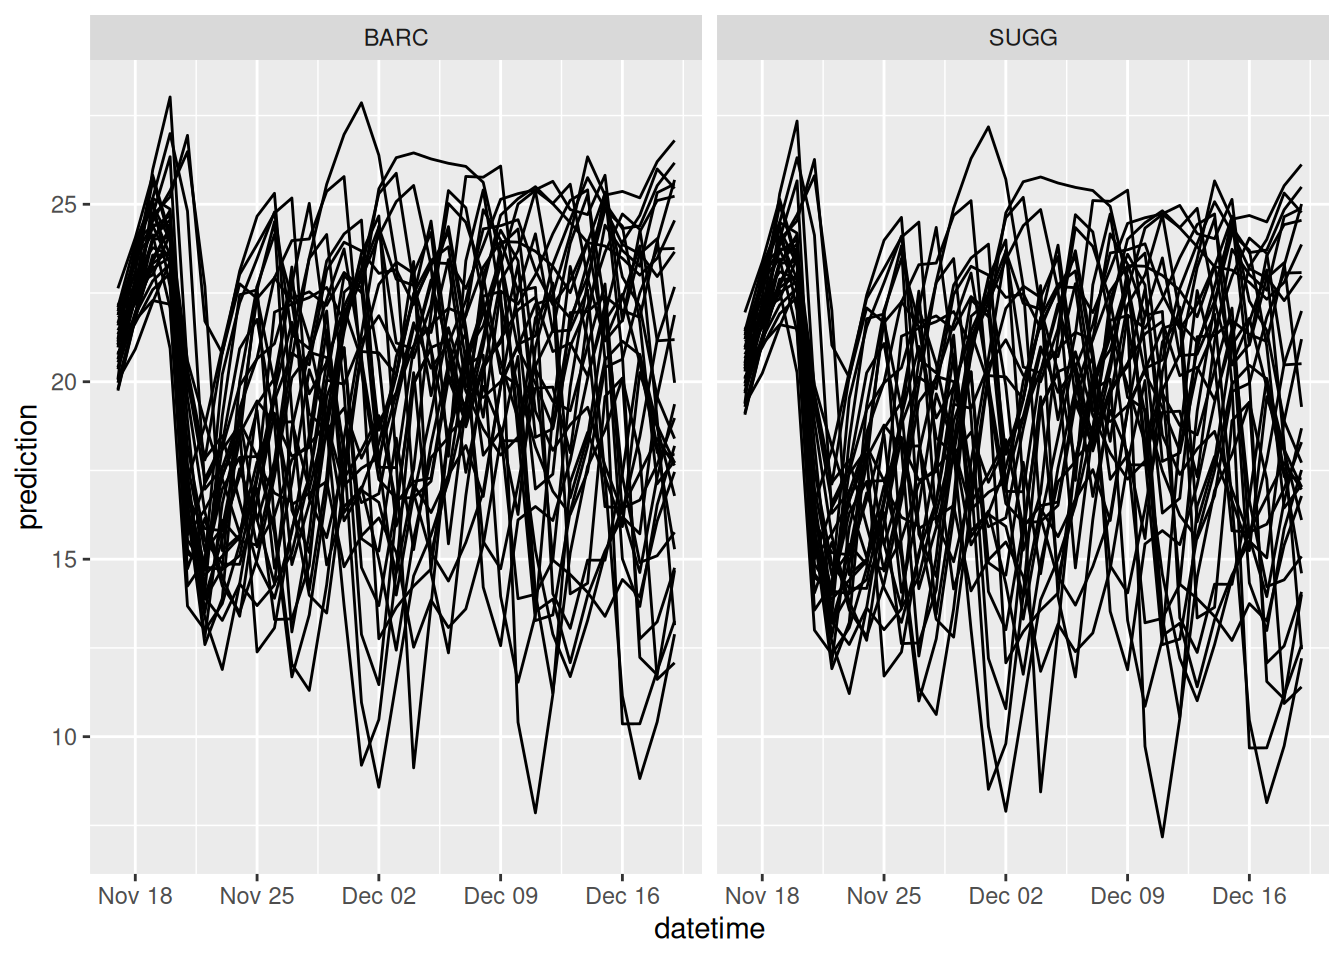 BARC
SUGG
25
20
15
10
prediction
Nov 18
Nov 25
Dec 02
Dec 09
Dec 16
Nov 18
Nov 25
Dec 02
Dec 09
Dec 16
datetime